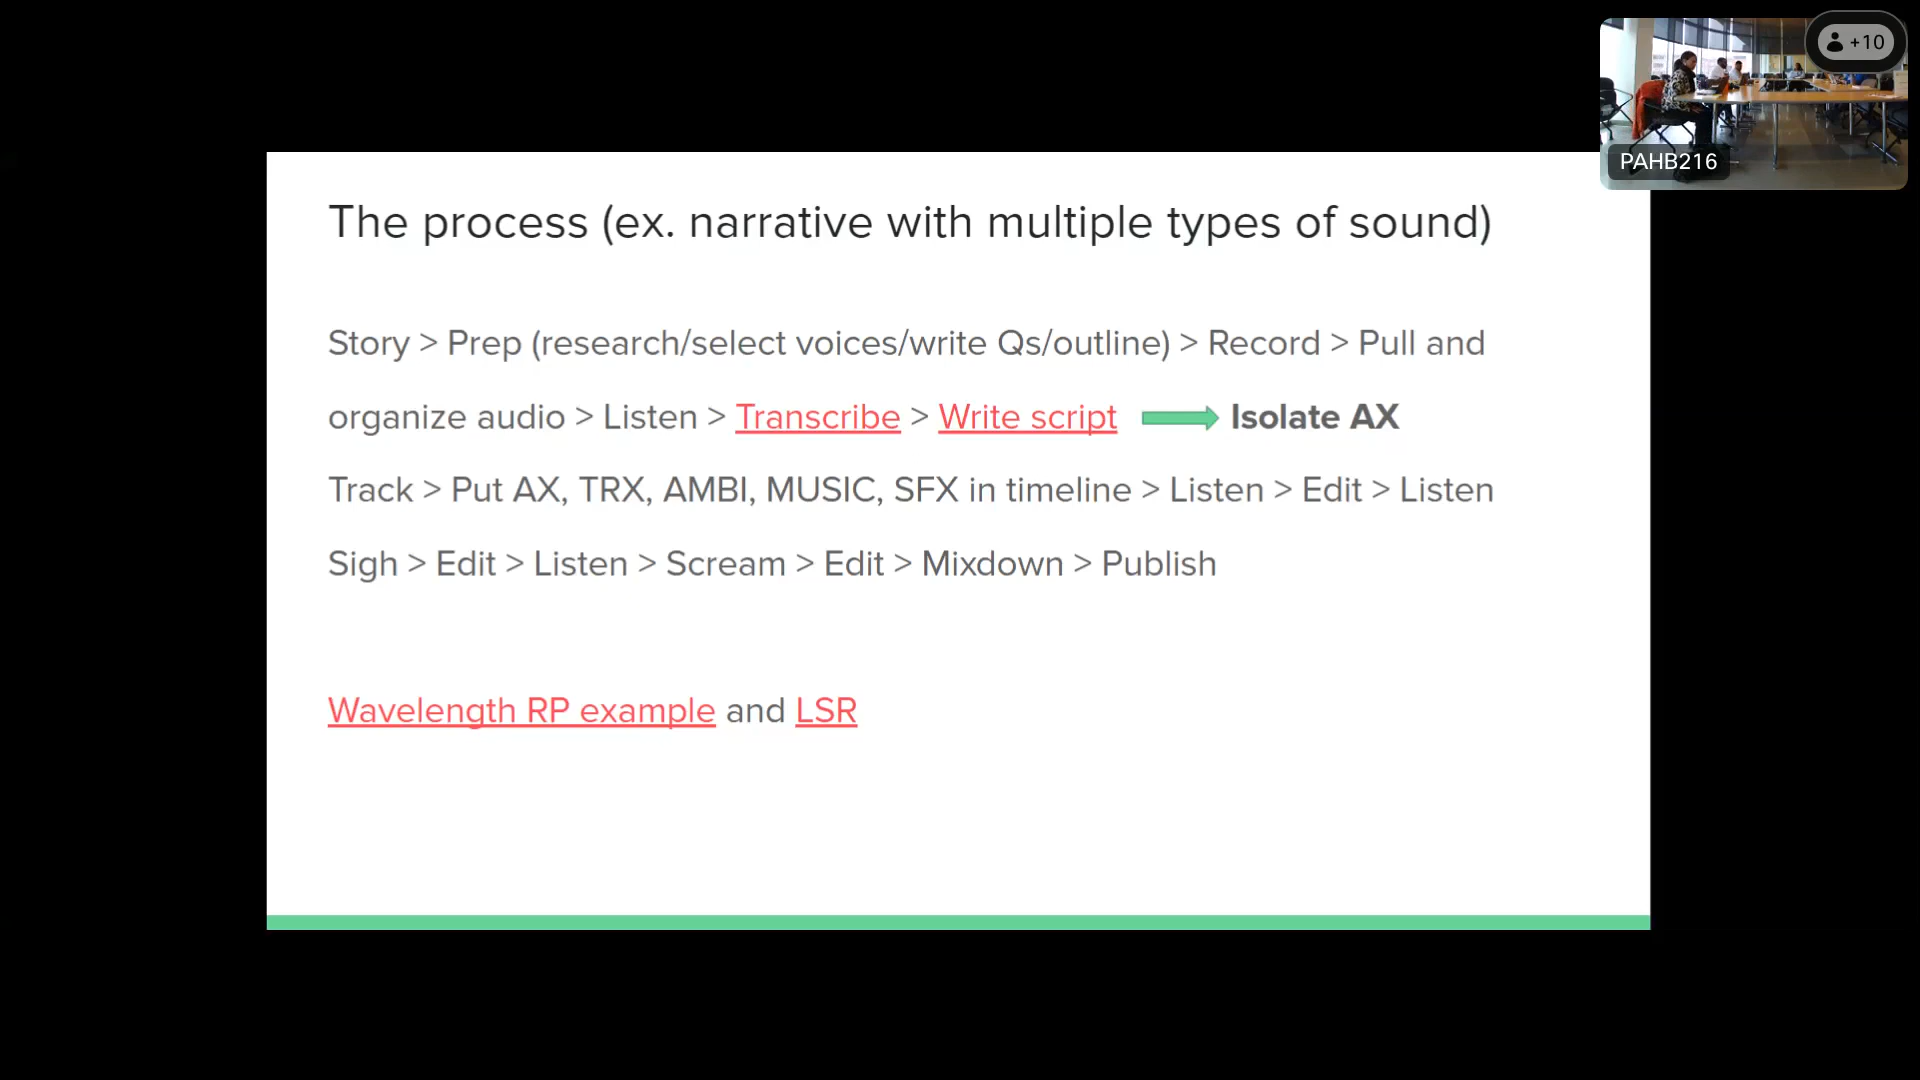 +10
PAHB216
The process (ex. narrative with multiple types of sound)
Story > Prep (research/select voices/write Qs/outline) > Record > Pull and
organize audio > Listen > Transcribe > Write script Isolate AX
Track > Put AX, TRX, AMBI, MUSIC, SFX in timeline > Listen > Edit > Listen
Sigh > Edit > Listen > Scream > Edit > Mixdown > Publish
Wavelength RP example and LSR